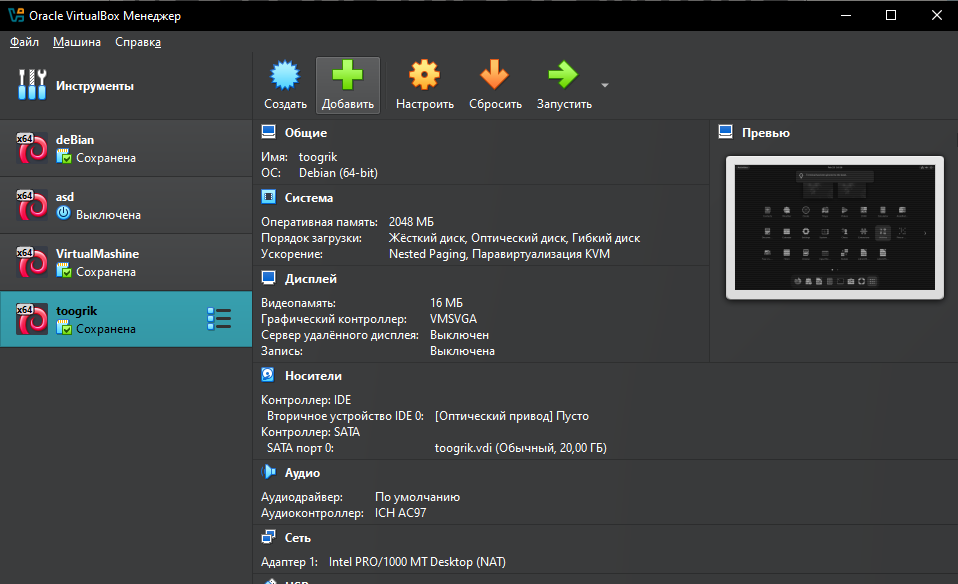 Oracle VirtualBox Менеджер
Файл Машина Справка
Инструменты
Создать Добавить Настроить Сбросить Запустить
x64 deBian
Сохранена
x64 asd
Выключена
x64 VirtualMashine
Сохранена
x64 toogrik
Сохранена
Общие
Имя: toogrik
ОС: Debian (64-bit)
Система
Оперативная память: 2048 МБ
Порядок загрузки: Жёсткий диск, Оптический диск, Гибкий диск
Ускорение: Nested Paging, Паравиртуализация KVM
Дисплей
Видеопамять: 16 МБ
Графический контроллер: VMSVGA
Сервер удалённого дисплея: Выключен
Запись: Выключена
Носители
Контроллер: IDE
Вторичное устройство IDE 0: [Оптический привод] Пусто
Контроллер: SATA
SATA порт 0: toogrik.vdi (Обычный, 20,00 ГБ)
Аудио
Аудиодрайвер: По умолчанию
Аудиоконтроллер: ICH AC97
Сеть
Адаптер 1: Intel PRO/1000 MT Desktop (NAT)
Превью